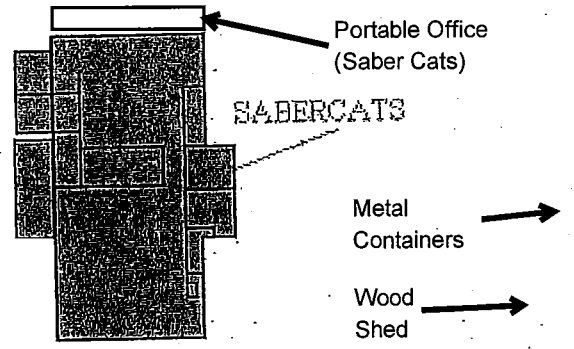 Portable Office
(Saber Cats)
SABERCATS
Metal
Containers
Wood
Shed